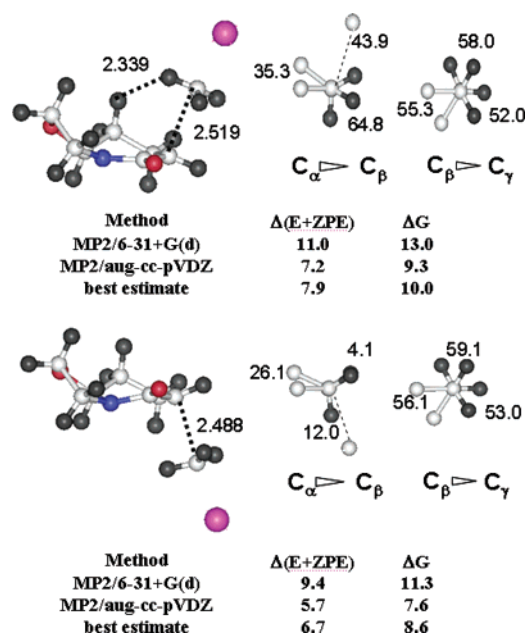 2.339
43.9
58.0
35.3
2.519
55.3
64.8
52.0
Cα Cβ Cβ Cγ
Method Δ(E+ZPE) ΔG
MP2/6-31+G(d) 11.0 13.0
MP2/aug-cc-pVDZ 7.2 9.3
best estimate 7.9 10.0
26.1
4.1
59.1
2.488
12.0
56.1
53.0
Cα Cβ Cβ Cγ
Method Δ(E+ZPE) ΔG
MP2/6-31+G(d) 9.4 11.3
MP2/aug-cc-pVDZ 5.7 7.6
best estimate 6.7 8.6